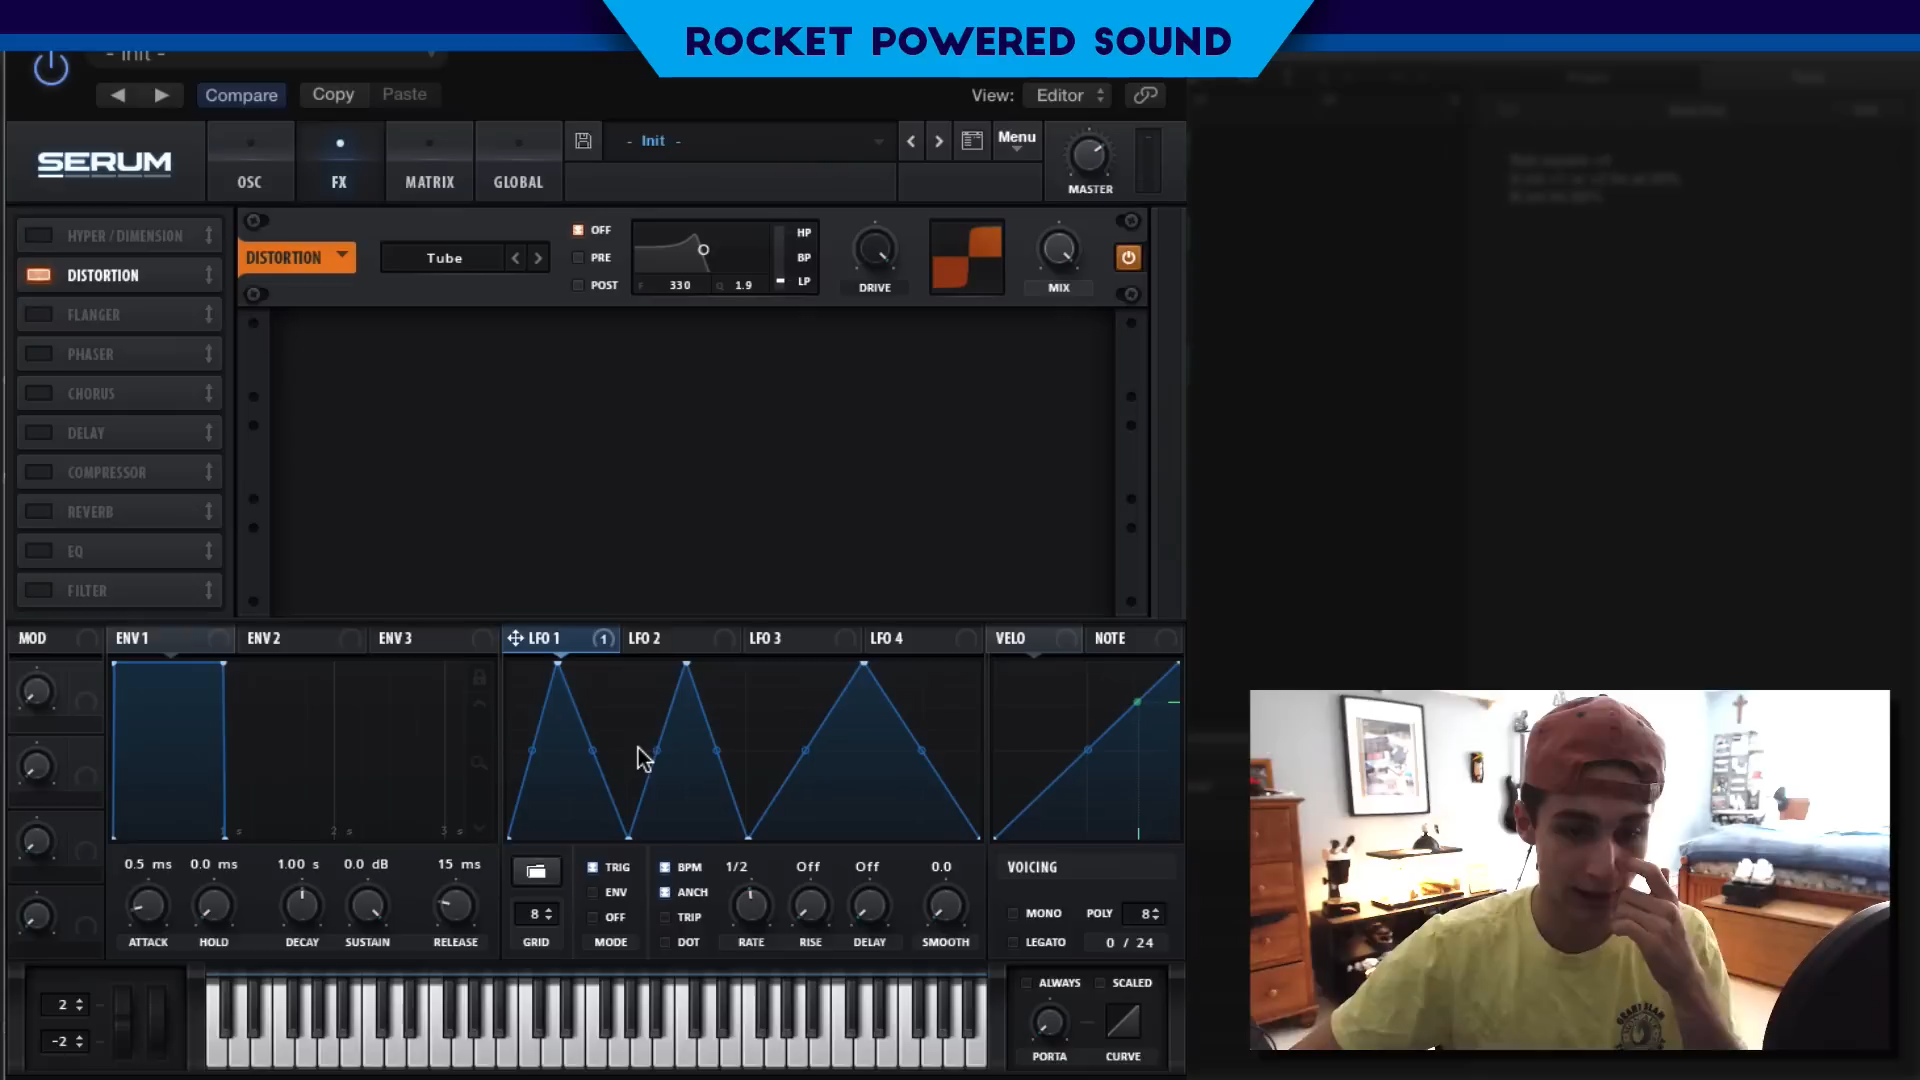 ROCKET POWERED SOUND
- Init -
Compare
Copy
Paste
View:
Editor
SERUM
OSC
FX
MATRIX
GLOBAL
- Init -
Menu
MASTER
HYPER / DIMENSION
DISTORTION
FLANGER
PHASER
CHORUS
DELAY
COMPRESSOR
REVERB
EQ
FILTER
DISTORTION
Tube
OFF
PRE
POST
F 330 Q 1.9
HP
BP
LP
DRIVE
MIX
MOD
ENV 1
ENV 2
ENV 3
LFO 1
1
LFO 2
LFO 3
LFO 4
VELO
NOTE
1 s
2 s
3 s
0.5 ms
0.0 ms
1.00 s
0.0 dB
15 ms
ATTACK
HOLD
DECAY
SUSTAIN
RELEASE
8
GRID
TRIG
ENV
OFF
MODE
BPM
ANCH
TRIP
DOT
1/2
Off
Off
0.0
RATE
RISE
DELAY
SMOOTH
VOICING
MONO
POLY
8
LEGATO
0 / 24
2
-2
ALWAYS
SCALED
PORTA
CURVE